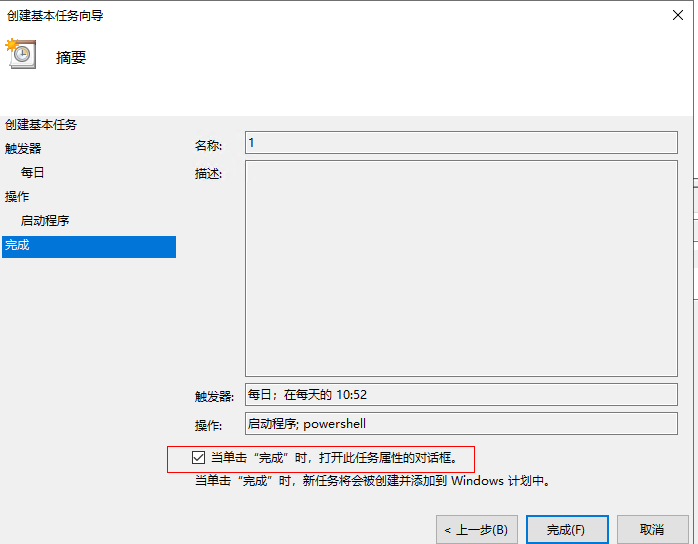 创建基本任务向导
摘要
创建基本任务
触发器
每日
操作
启动程序
完成
名称:
1
描述:
触发器:
每日；在每天的 10:52
操作:
启动程序; powershell
当单击“完成”时，打开此任务属性的对话框。
当单击“完成”时，新任务将会被创建并添加到 Windows 计划中。
< 上一步(B)
完成(F)
取消